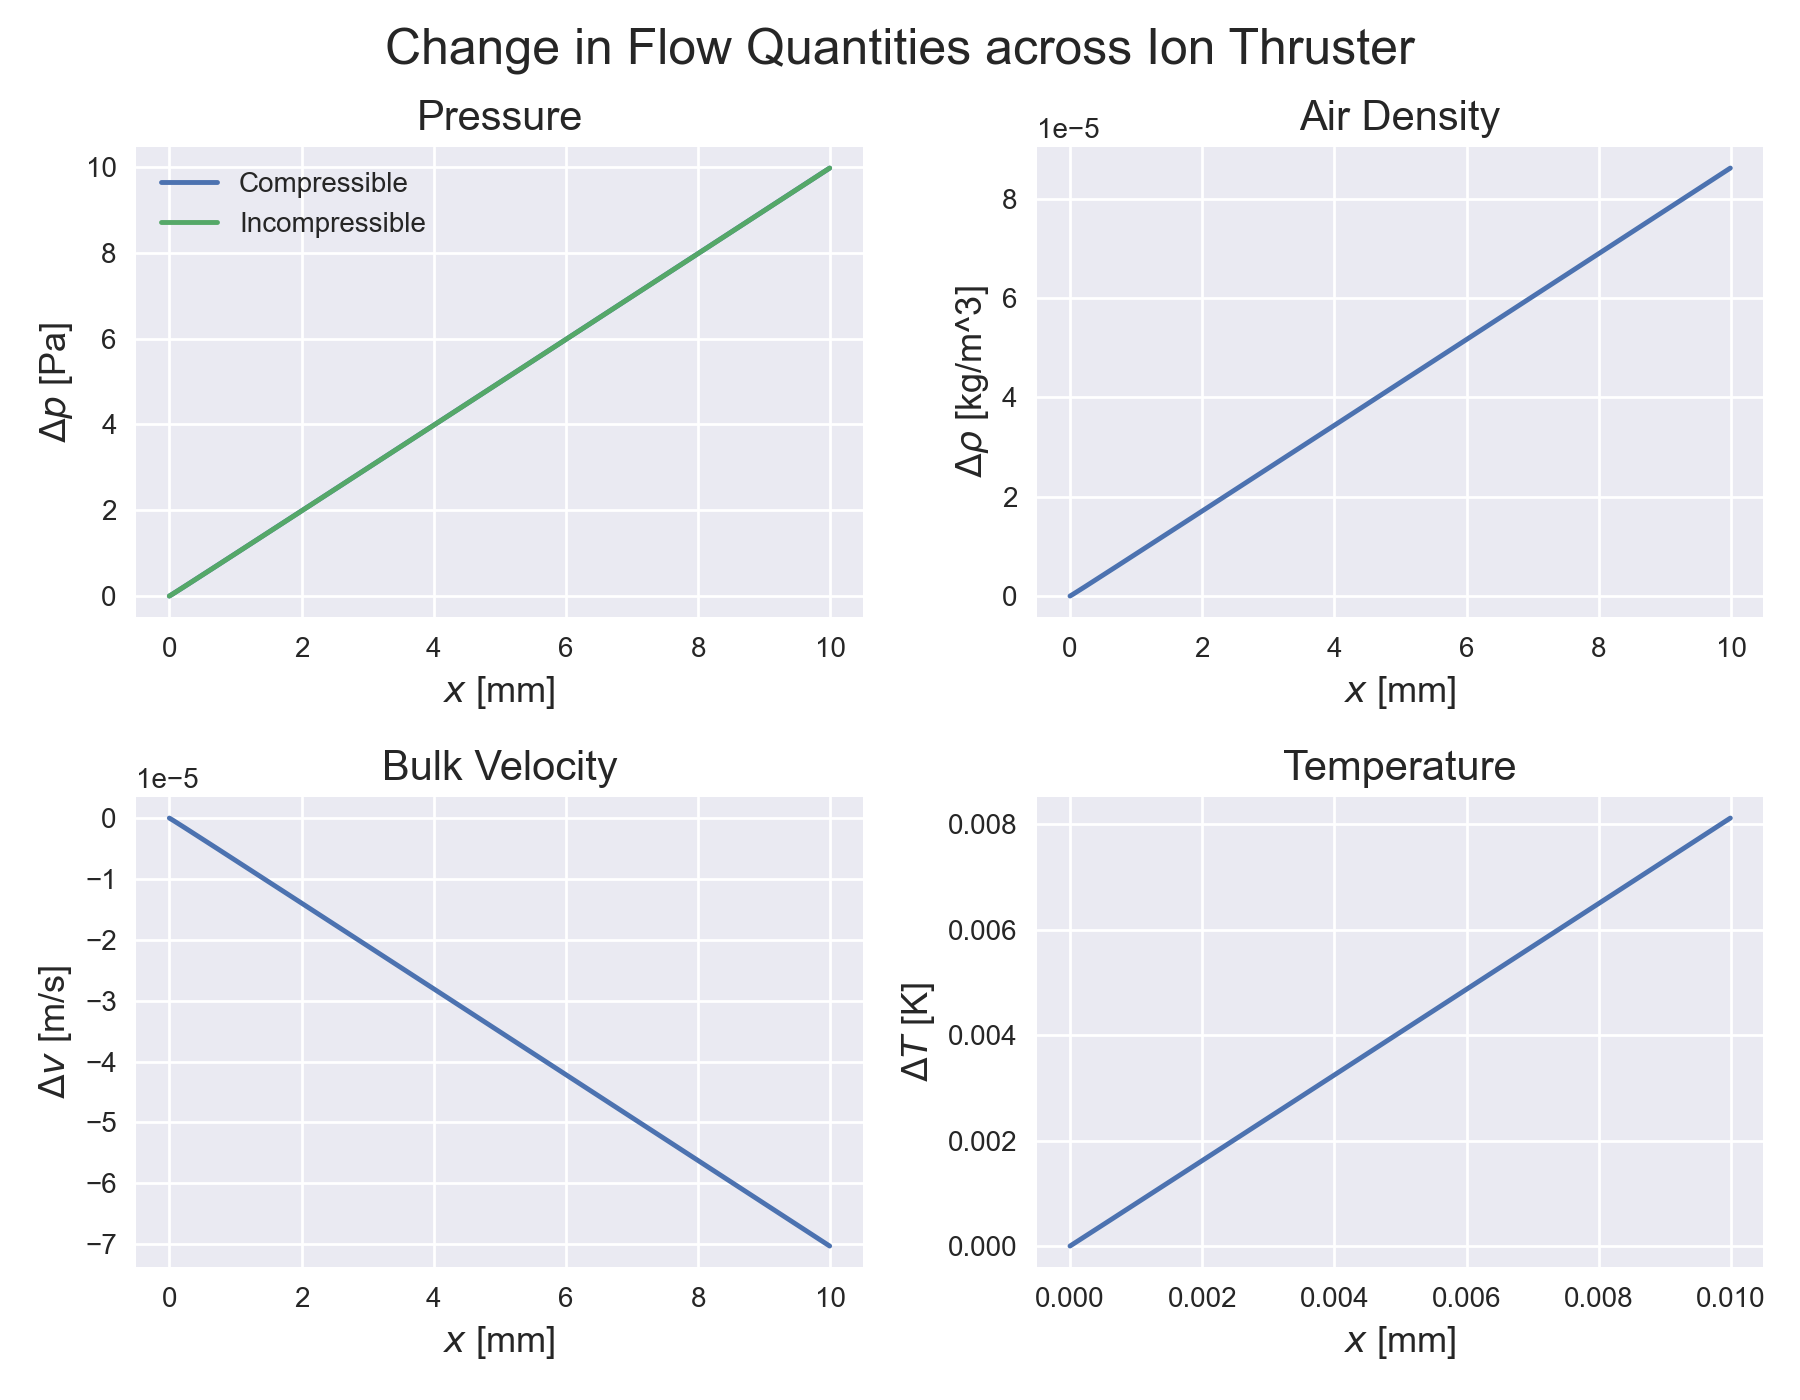 Change in Flow Quantities across Ion Thruster
Pressure
10
8
6
4
2
0
Δp [Pa]
Compressible
Incompressible
0 2 4 6 8 10
x [mm]
Air Density
1e−5
8
6
4
2
0
Δρ [kg/m^3]
0 2 4 6 8 10
x [mm]
Bulk Velocity
1e−5
0
−1
−2
−3
−4
−5
−6
−7
Δv [m/s]
0 2 4 6 8 10
x [mm]
Temperature
0.008
0.006
0.004
0.002
0.000
ΔT [K]
0.000 0.002 0.004 0.006 0.008 0.010
x [mm]